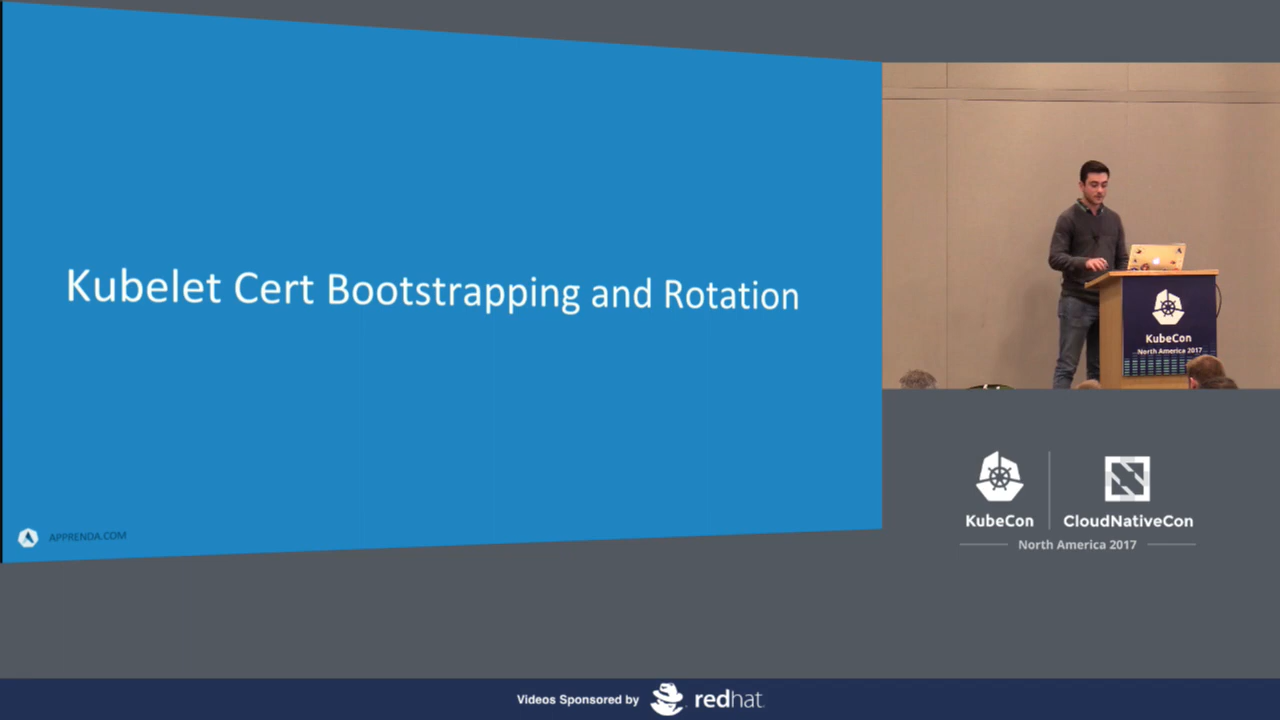 Kubelet Cert Bootstrapping and Rotation
APPRENDA.COM
KubeCon
North America 2017
KubeCon
CloudNativeCon
North America 2017
Videos Sponsored by
redhat